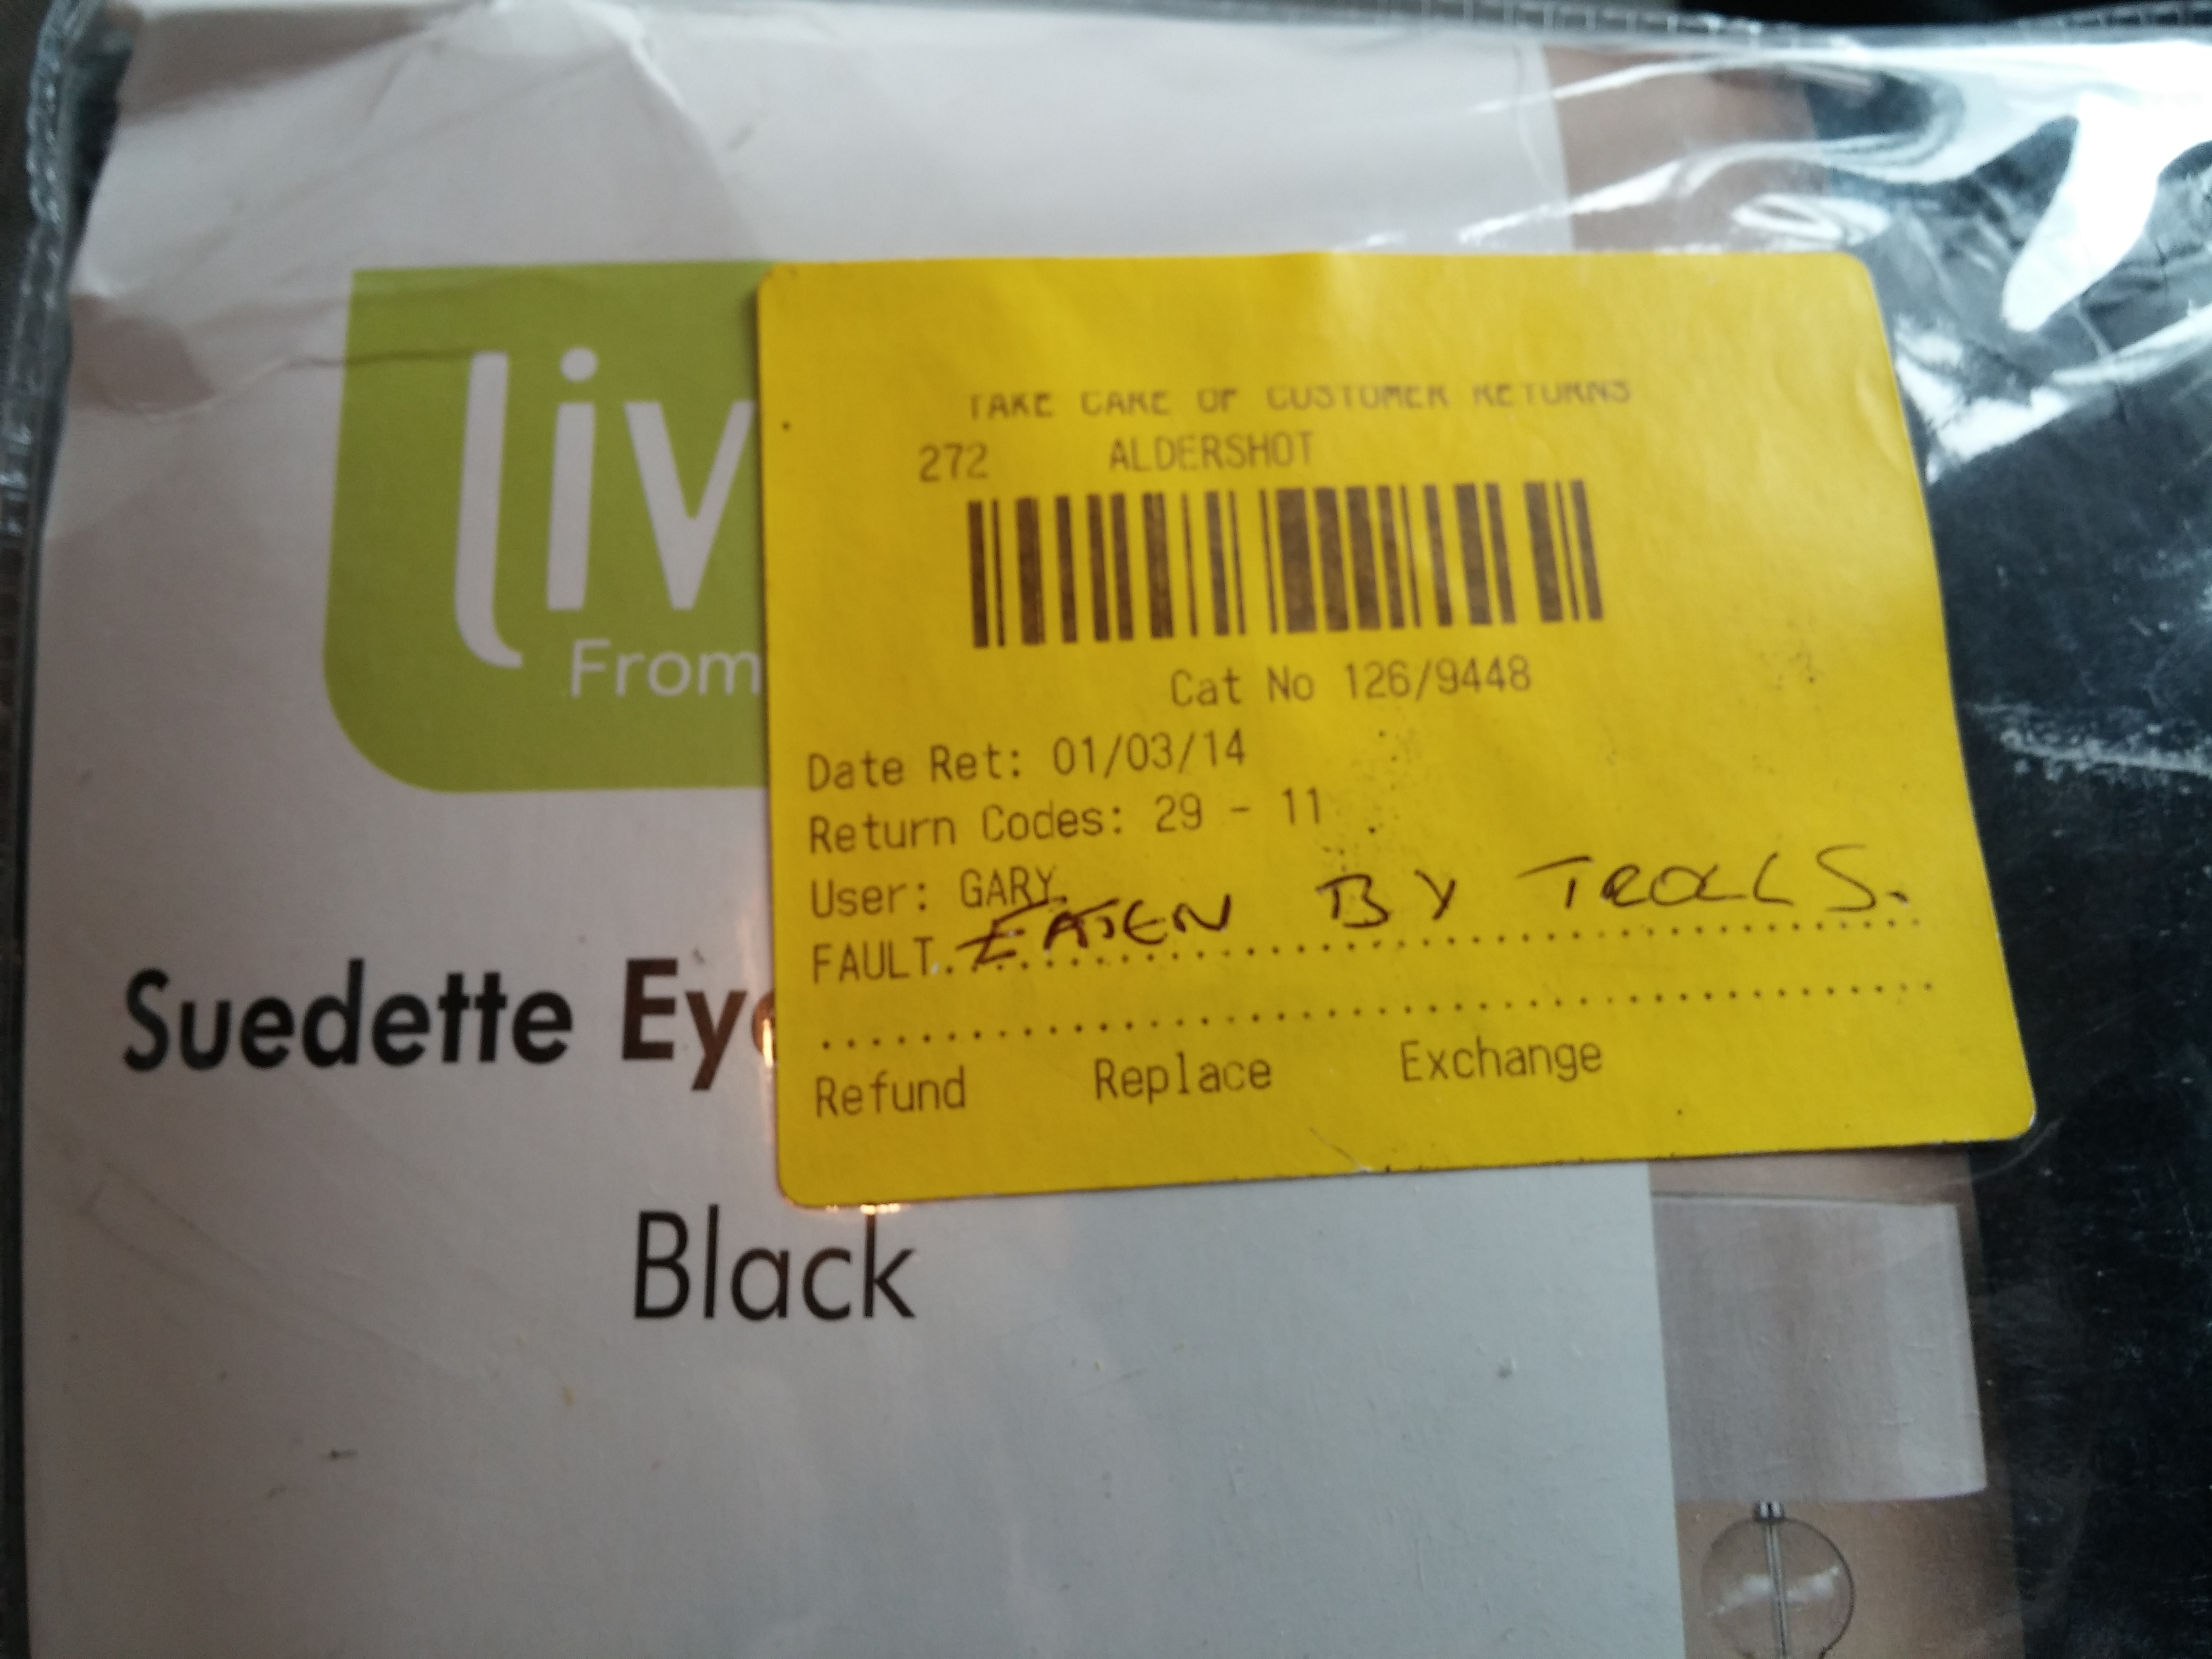 liv
From
TAKE CARE OF CUSTOMER RETURNS
272 ALDERSHOT
Cat No 126/9448
Date Ret: 01/03/14
Return Codes: 29 - 11
User: GARY
FAULT. EATEN BY TROLLS.
Refund Replace Exchange
Suedette Eye
Black